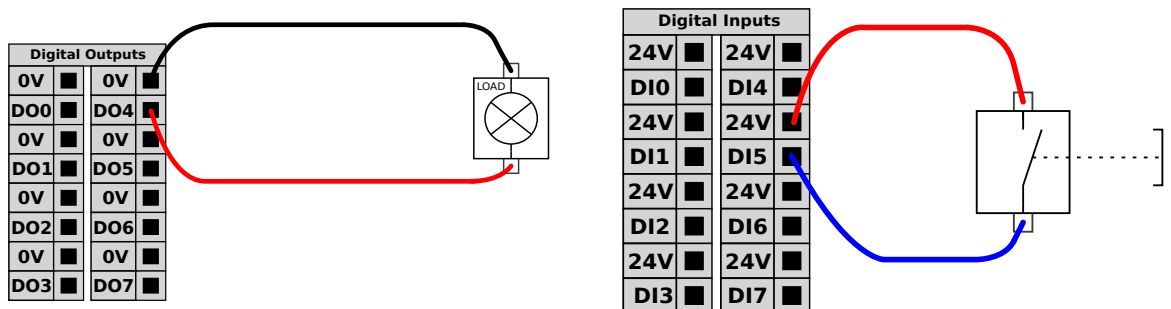 Digital Outputs
0V 0V
DO0 DO4
0V 0V
DO1 DO5
0V 0V
DO2 DO6
0V 0V
DO3 DO7
LOAD
Digital Inputs
24V 24V
DI0 DI4
24V 24V
DI1 DI5
24V 24V
DI2 DI6
24V 24V
DI3 DI7